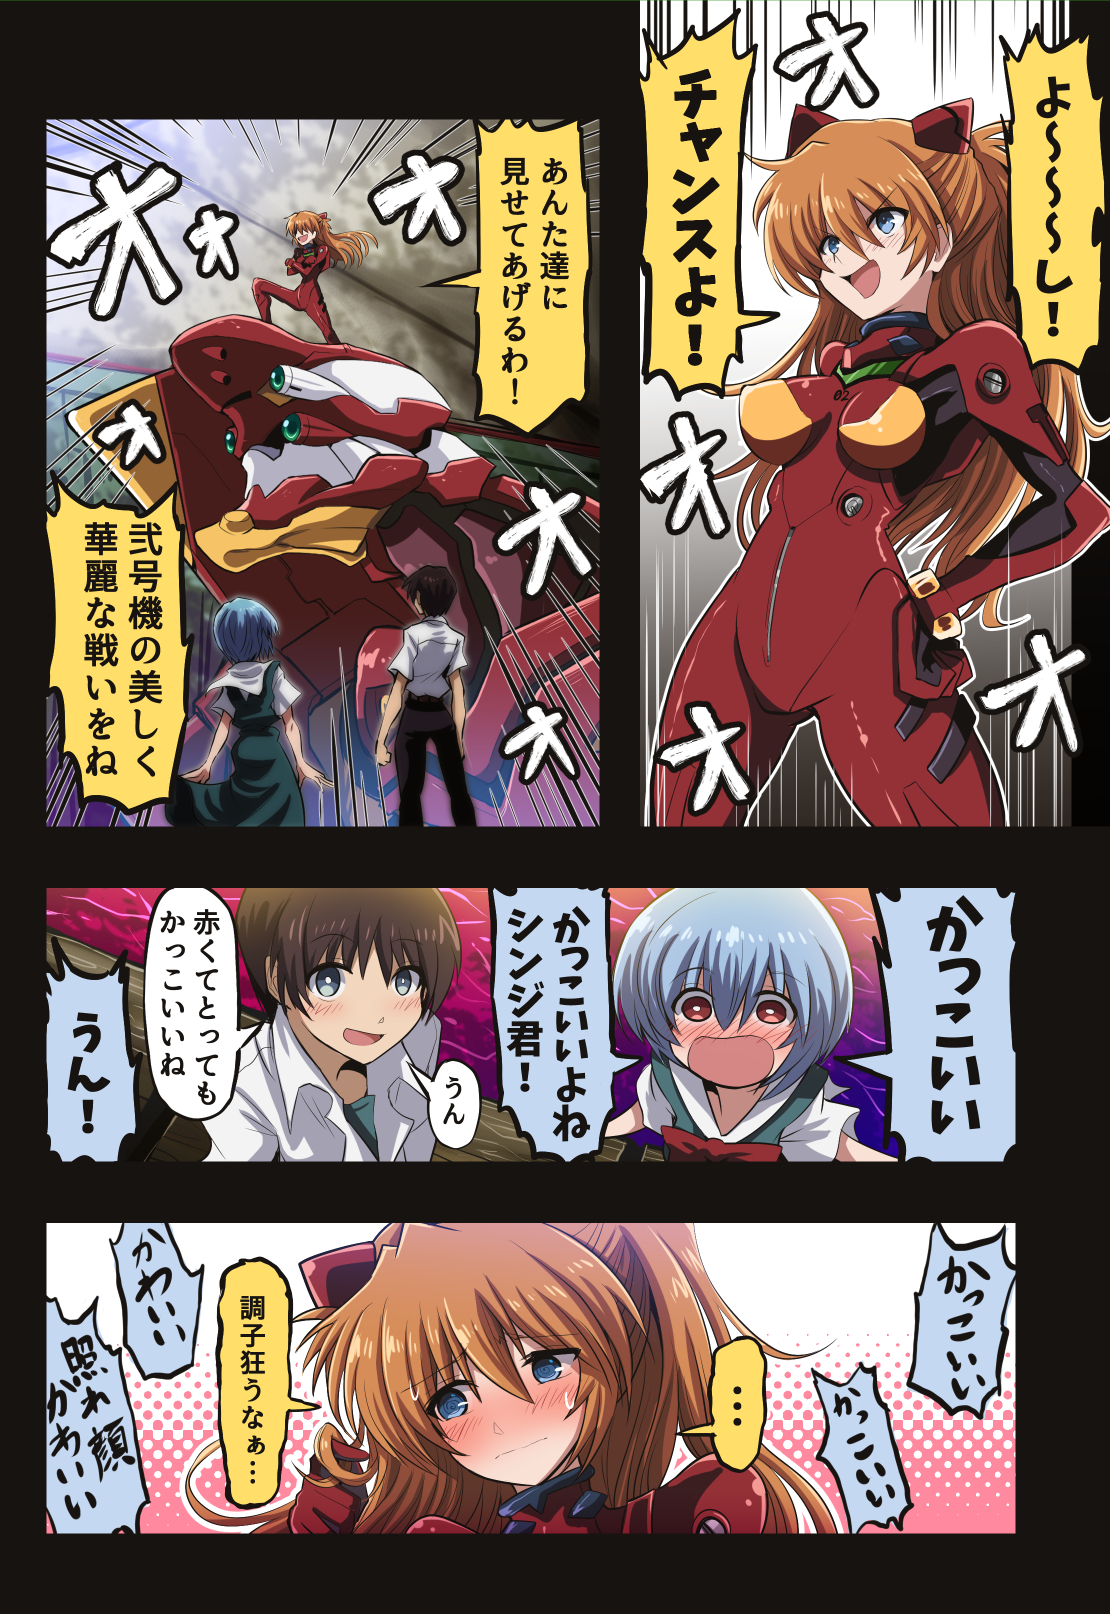 よ～～～～し！
オ
チャンスよ！
オ
オ
オ
02
あんた達に
見せてあげるわ！
オ
オ
オ
オ
オ
オ
弐号機の美しく
華麗な戦いをね
かっこいい
かっこいいよね
シンジ君！
うん
赤くてとっても
かっこいいね
うん！
かっこいい
かっこいい
…
調子狂うなぁ…
かわいい
照れ顔
かわいい